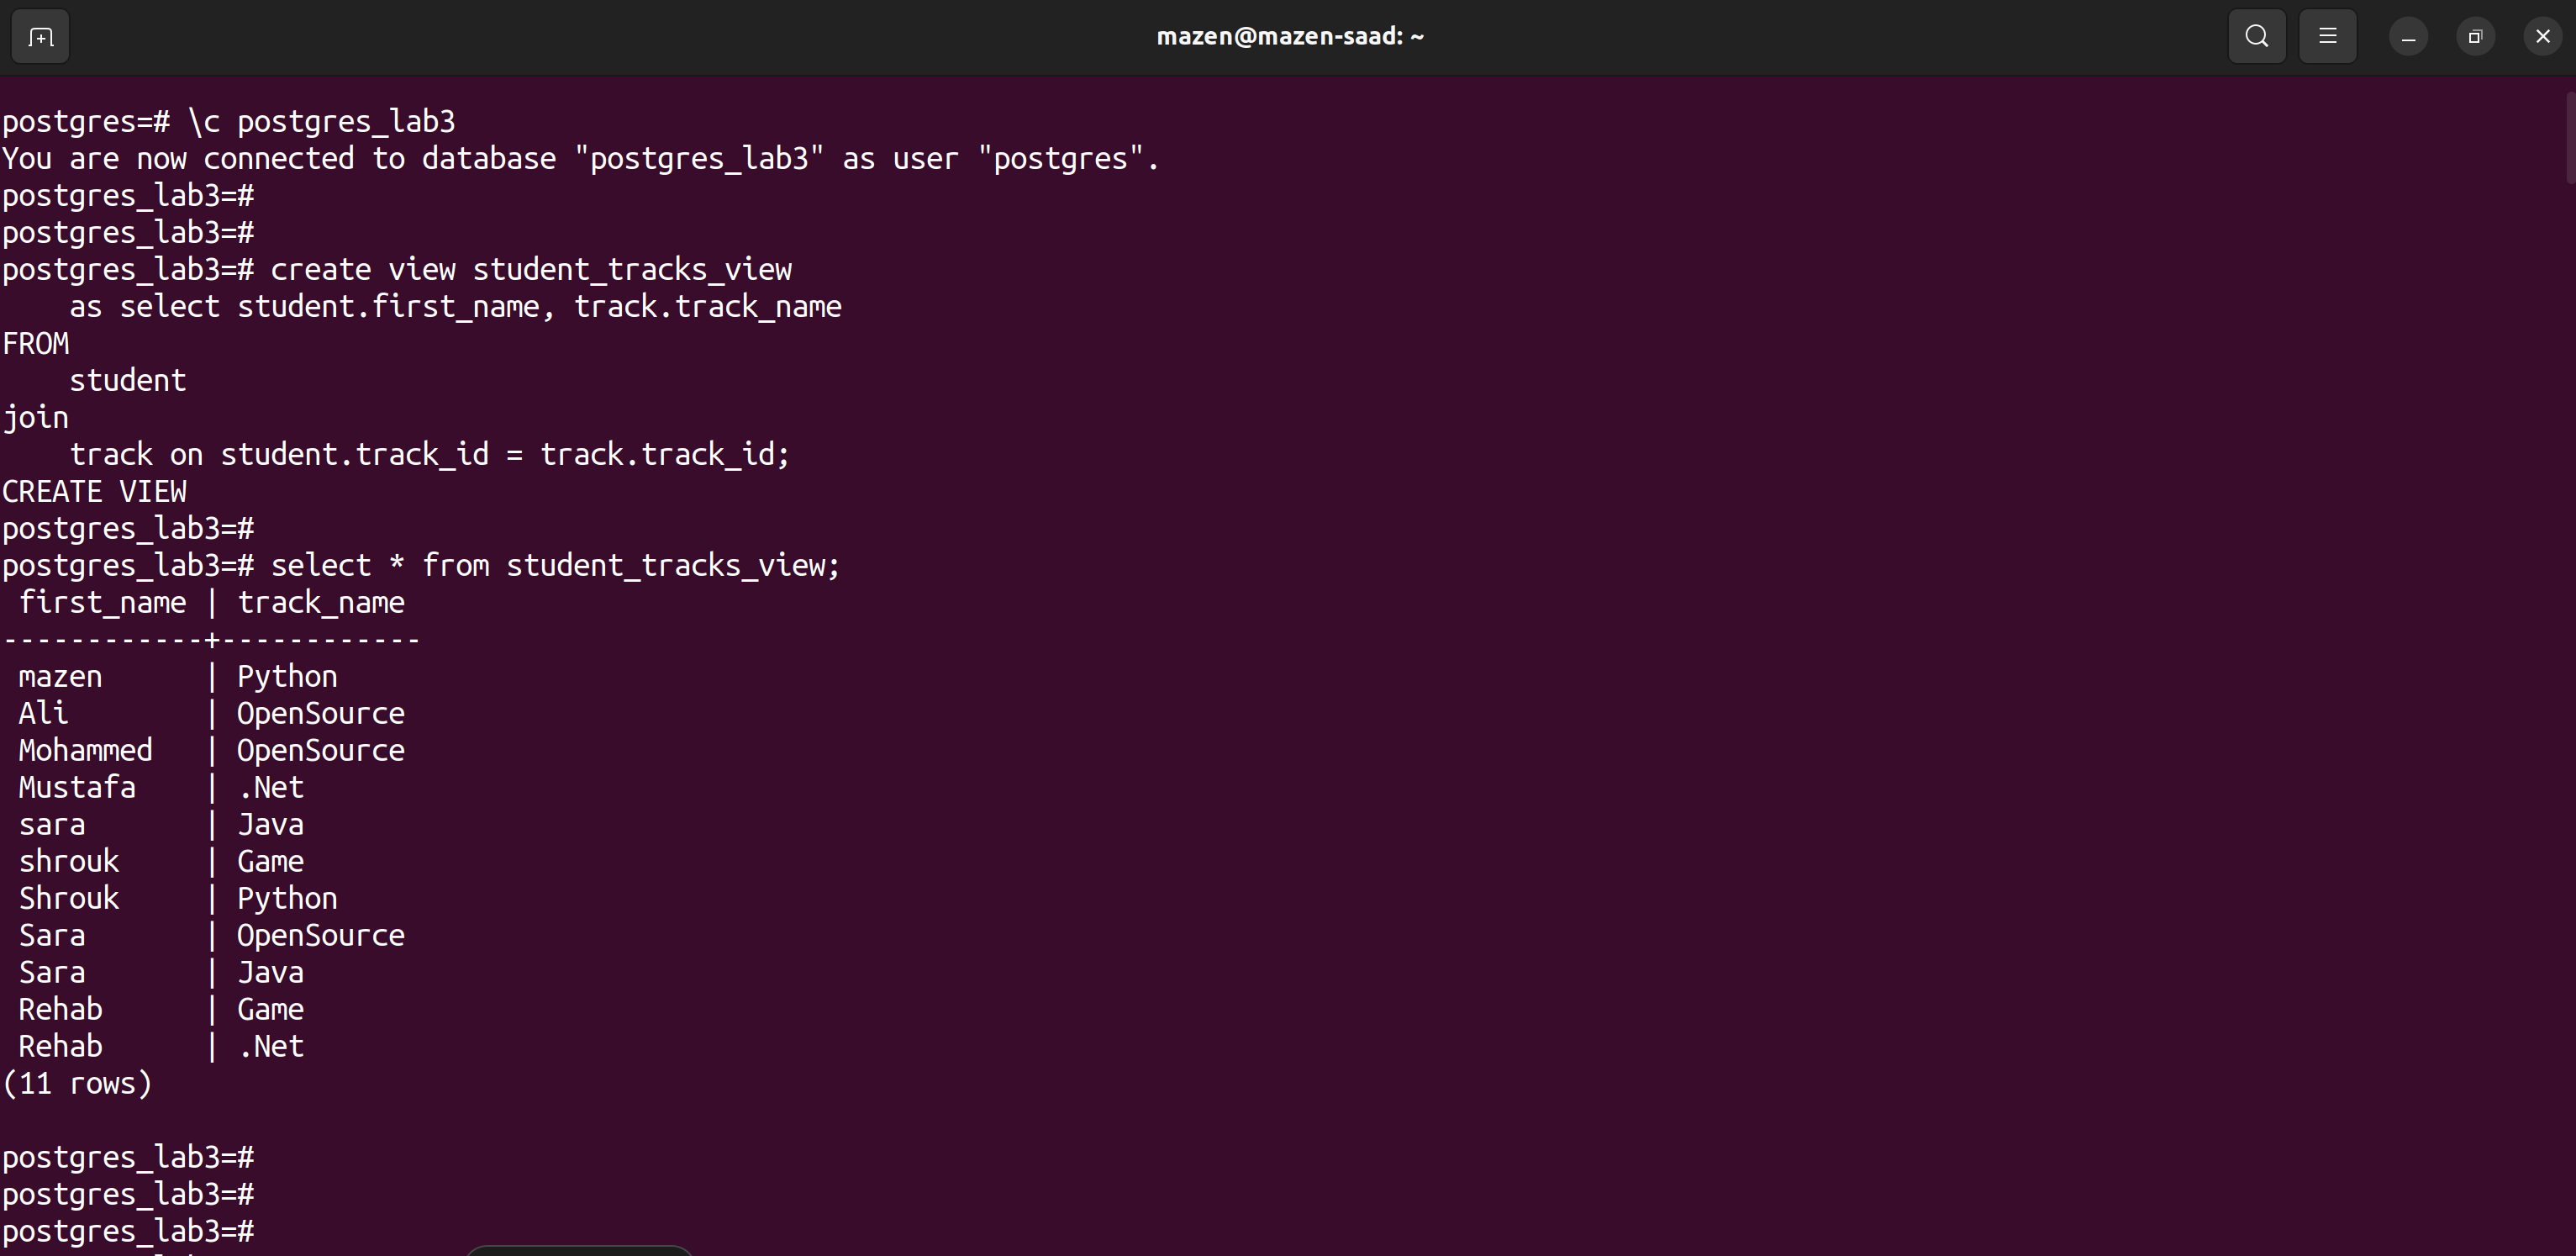 mazen@mazen-saad: ~
postgres=# \c postgres_lab3
You are now connected to database "postgres_lab3" as user "postgres".
postgres_lab3=#
postgres_lab3=#
postgres_lab3=# create view student_tracks_view
    as select student.first_name, track.track_name
FROM
    student
join
    track on student.track_id = track.track_id;
CREATE VIEW
postgres_lab3=#
postgres_lab3=# select * from student_tracks_view;
 first_name | track_name
------------+------------
 mazen      | Python
 Ali        | OpenSource
 Mohammed   | OpenSource
 Mustafa    | .Net
 sara       | Java
 shrouk     | Game
 Shrouk     | Python
 Sara       | OpenSource
 Sara       | Java
 Rehab      | Game
 Rehab      | .Net
(11 rows)
postgres_lab3=#
postgres_lab3=#
postgres_lab3=#